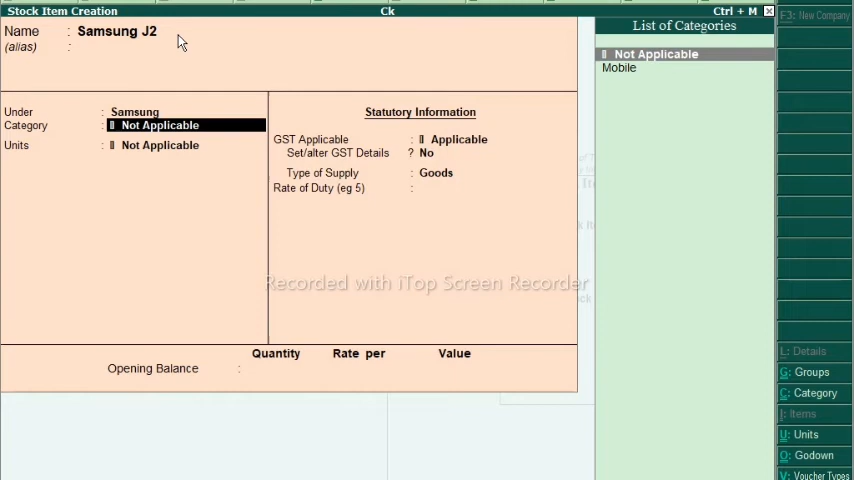 Stock Item Creation Ck Ctrl + M
F3: New Company
Name : Samsung J2
(alias) :
List of Categories
Not Applicable
Mobile
Under : Samsung
Category : Not Applicable
Units : Not Applicable
Statutory Information
GST Applicable : Applicable
Set/alter GST Details ? No
Type of Supply : Goods
Rate of Duty (eg 5) :
Recorded with iTop Screen Recorder
Quantity Rate per Value
Opening Balance :
L: Details
G: Groups
C: Category
I: Items
U: Units
O: Godown
V: Voucher Types